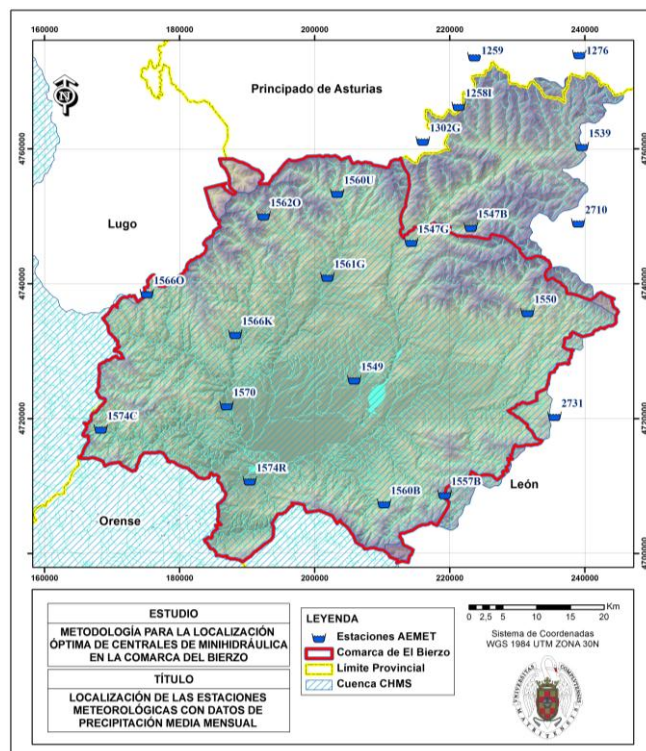 160000 180000 200000 220000 240000
1259
1276
Principado de Asturias
1258I
1302G
1539
4760000
4760000
1560U
1562O
Lugo
1547G
1547B
2710
1561G
1566O
4740000
4740000
1550
1566K
1549
1570
1574C
2731
4720000
4720000
1574R
1557B
León
1560B
Orense
4700000
4700000
160000 180000 200000 220000 240000
ESTUDIO
METODOLOGÍA PARA LA LOCALIZACIÓN
ÓPTIMA DE CENTRALES DE MINIHIDRÁULICA
EN LA COMARCA DEL BIERZO
TÍTULO
LOCALIZACIÓN DE LAS ESTACIONES
METEOROLÓGICAS CON DATOS DE
PRECIPITACIÓN MEDIA MENSUAL
LEYENDA
Estaciones AEMET
Comarca de El Bierzo
Límite Provincial
Cuenca CHMS
Km
0 2,5 5 10 15 20
Sistema de Coordenadas
WGS 1984 UTM ZONA 30N